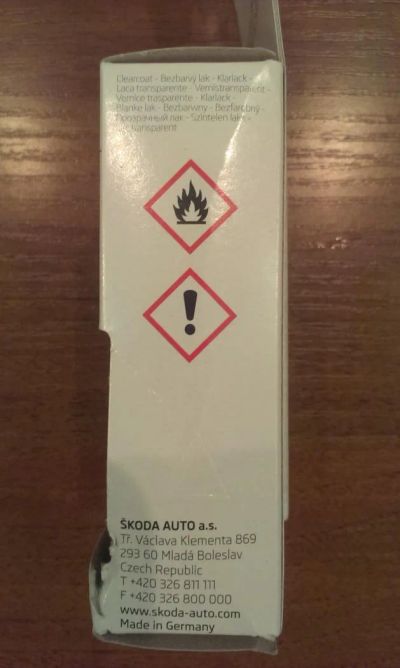 Clearcoat - Bezbarvý lak - Klarlack -
Laca transparente - Vernis transparent -
Vernice trasparente - Klarlack -
Blanke lak - Bezbarwny - Bezfarebný -
Прозрачный лак - Színtelen lakk -
transparent
ŠKODA AUTO a.s.
Tř. Václava Klementa 869
293 60 Mladá Boleslav
Czech Republic
T +420 326 811 111
F +420 326 800 000
www.skoda-auto.com
Made in Germany